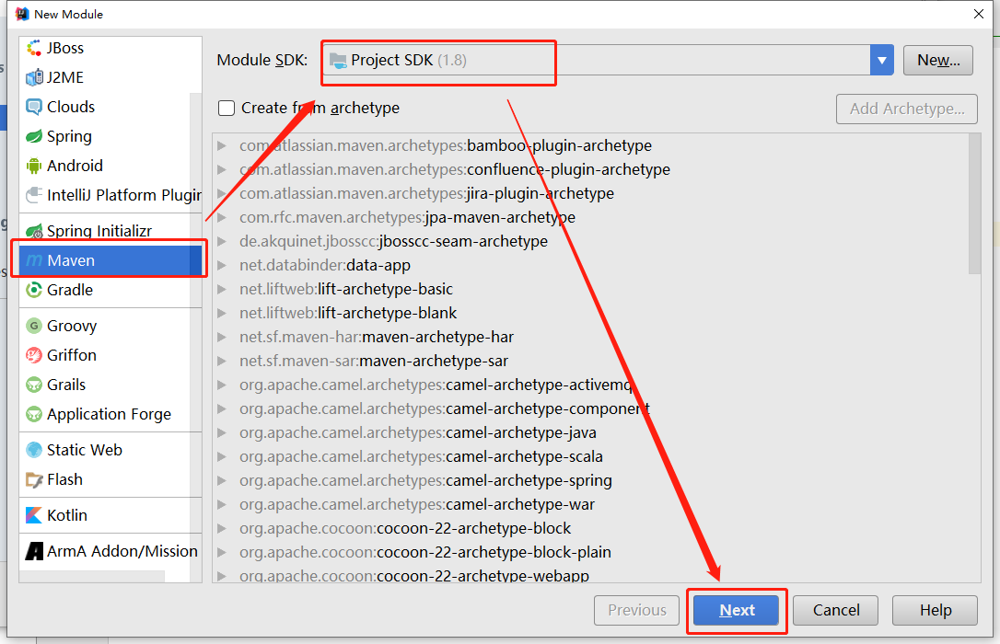 New Module
JBoss
J2ME
Clouds
Spring
Android
IntelliJ Platform Plugin
Spring Initializr
Maven
Gradle
Groovy
Griffon
Grails
Application Forge
Static Web
Flash
Kotlin
ArmA Addon/Mission
Module SDK:
Project SDK (1.8)
New...
Create from archetype
Add Archetype...
com.atlassian.maven.archetypes:bamboo-plugin-archetype
com.atlassian.maven.archetypes:confluence-plugin-archetype
com.atlassian.maven.archetypes:jira-plugin-archetype
com.rfc.maven.archetypes:jpa-maven-archetype
de.akquinet.jbosscc:jbosscc-seam-archetype
net.databinder:data-app
net.liftweb:lift-archetype-basic
net.liftweb:lift-archetype-blank
net.sf.maven-har:maven-archetype-har
net.sf.maven-sar:maven-archetype-sar
org.apache.camel.archetypes:camel-archetype-activemq
org.apache.camel.archetypes:camel-archetype-component
org.apache.camel.archetypes:camel-archetype-java
org.apache.camel.archetypes:camel-archetype-scala
org.apache.camel.archetypes:camel-archetype-spring
org.apache.camel.archetypes:camel-archetype-war
org.apache.cocoon:cocoon-22-archetype-block
org.apache.cocoon:cocoon-22-archetype-block-plain
org.apache.cocoon:cocoon-22-archetype-webapp
Previous
Next
Cancel
Help